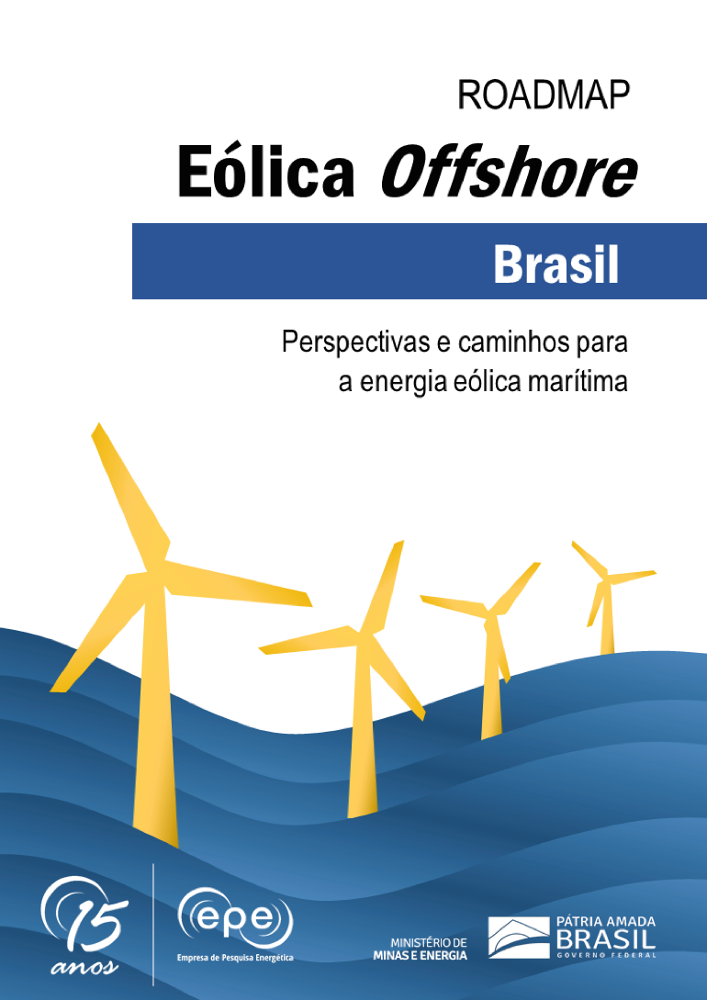 ROADMAP
Eólica Offshore
Brasil
Perspectivas e caminhos para
a energia eólica marítima
15
anos
epe
Empresa de Pesquisa Energética
MINISTÉRIO DE
MINAS E ENERGIA
PÁTRIA AMADA
BRASIL
GOVERNO FEDERAL